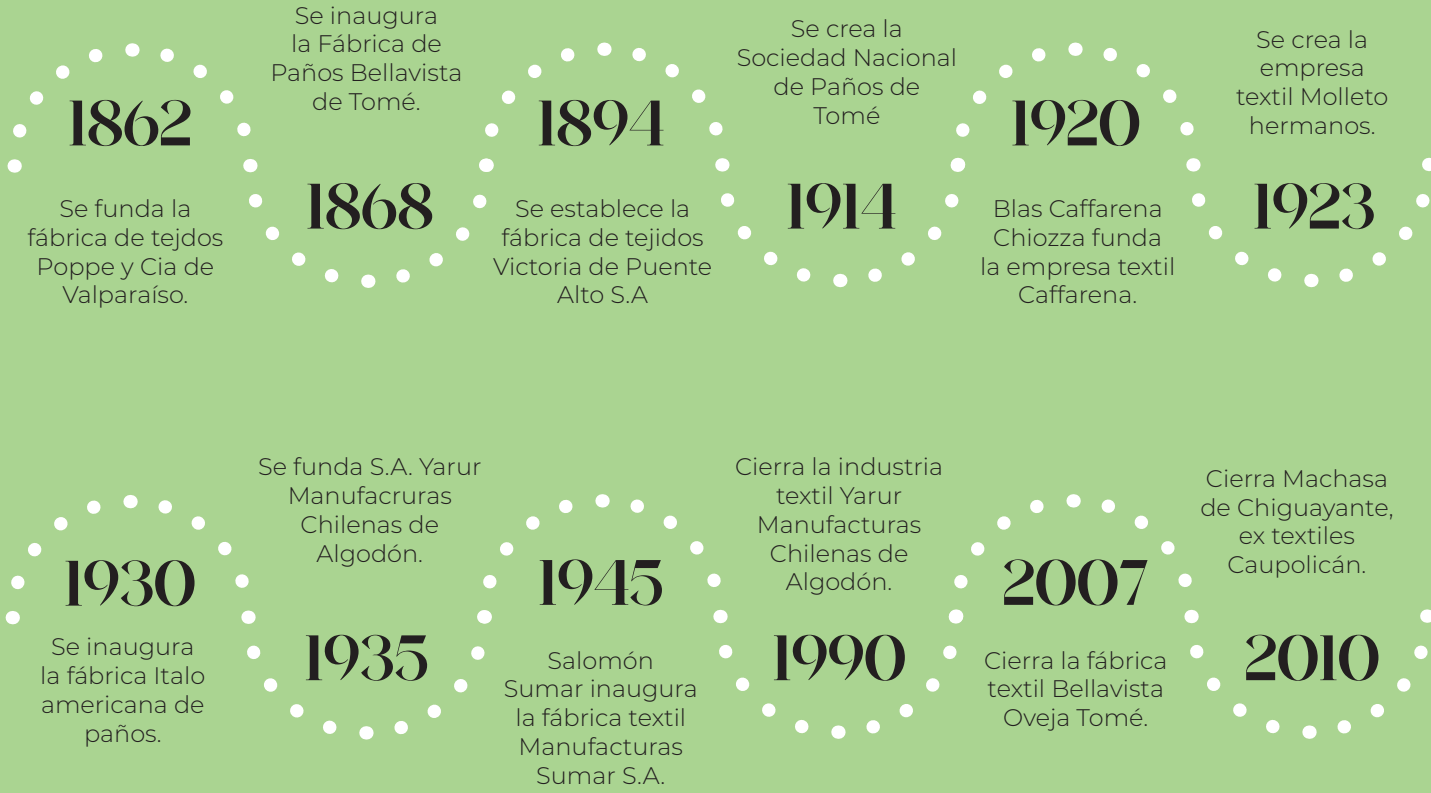 1862
Se funda la
fábrica de tejdos
Poppe y Cia de
Valparaíso.
Se inaugura
la Fábrica de
Paños Bellavista
de Tomé.
1868
1894
Se establece la
fábrica de tejidos
Victoria de Puente
Alto S.A
Se crea la
Sociedad Nacional
de Paños de
Tomé
1914
1920
Blas Caffarena
Chiozza funda
la empresa textil
Caffarena.
Se crea la
empresa
textil Molleto
hermanos.
1923
1930
Se inaugura
la fábrica Italo
americana de
paños.
Se funda S.A. Yarur
Manufacruras
Chilenas de
Algodón.
1935
1945
Salomón
Sumar inaugura
la fábrica textil
Manufacturas
Sumar S.A.
Cierra la industria
textil Yarur
Manufacturas
Chilenas de
Algodón.
1990
2007
Cierra la fábrica
textil Bellavista
Oveja Tomé.
Cierra Machasa
de Chiguayante,
ex textiles
Caupolicán.
2010